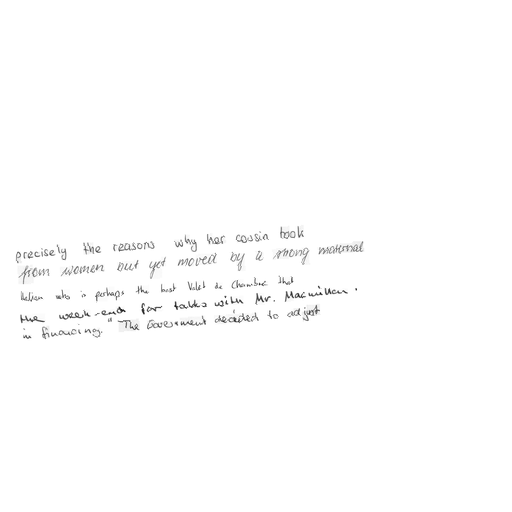 precisely the reasons why her cousin took
from women but yet moved by a strong maternal
Italian who is perhaps the best Valet de Chambre that
the week-end for talks with Mr. Macmillan.
in financing." The Government decided to adjust